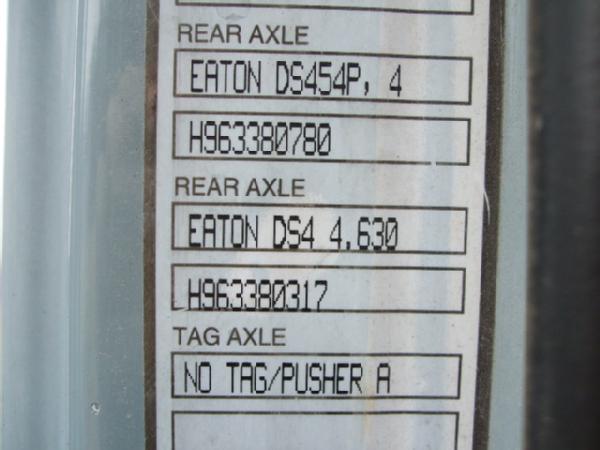 REAR AXLE
EATON DS454P, 4
H963380780
REAR AXLE
EATON DS4 4.630
H963380317
TAG AXLE
NO TAG/PUSHER A